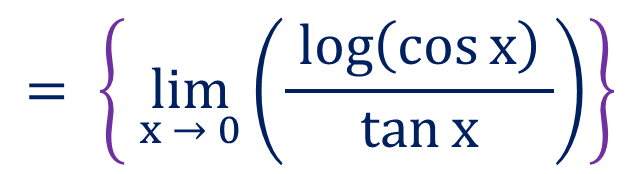 = { lim x → 0 ( log(cos x) / tan x ) }